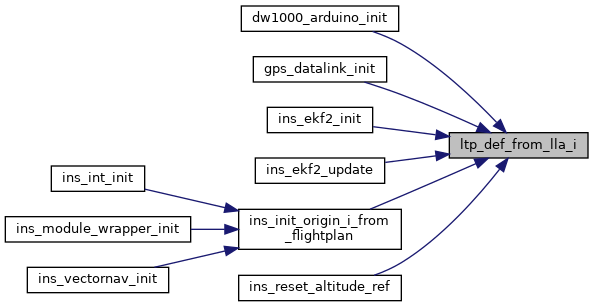 dw1000_arduino_init
gps_datalink_init
ins_ekf2_init
ltp_def_from_lla_i
ins_ekf2_update
ins_int_init
ins_init_origin_i_from
_flightplan
ins_module_wrapper_init
ins_vectornav_init
ins_reset_altitude_ref